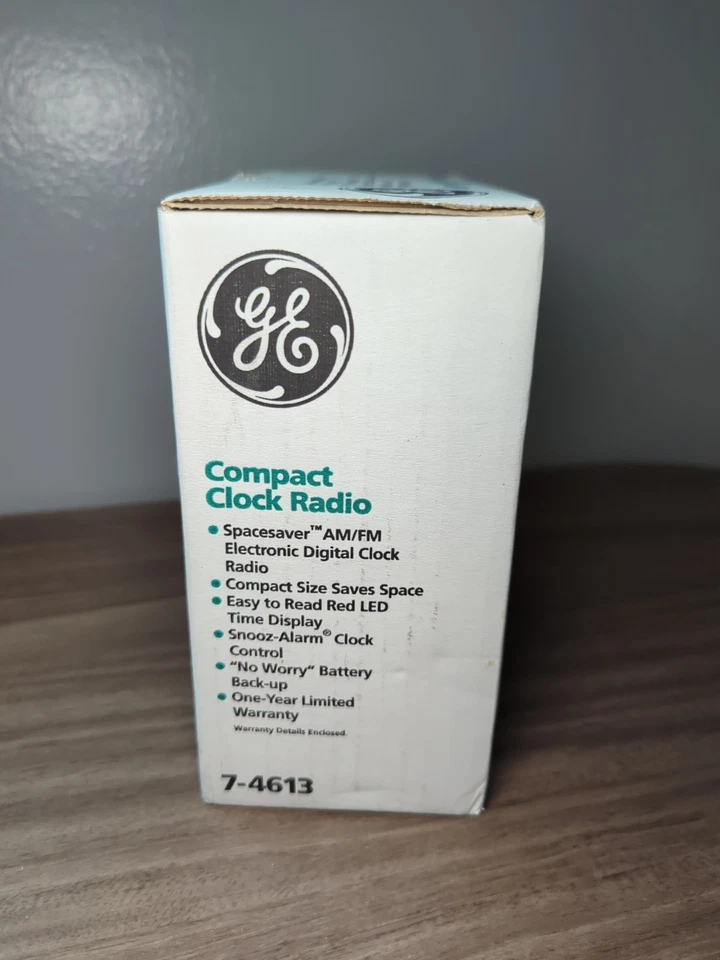 GE
Compact
Clock Radio
• Spacesaver™ AM/FM
Electronic Digital Clock
Radio
• Compact Size Saves Space
• Easy to Read Red LED
Time Display
• Snooz-Alarm® Clock
Control
• "No Worry" Battery
Back-up
• One-Year Limited
Warranty
Warranty Details Enclosed.
7-4613